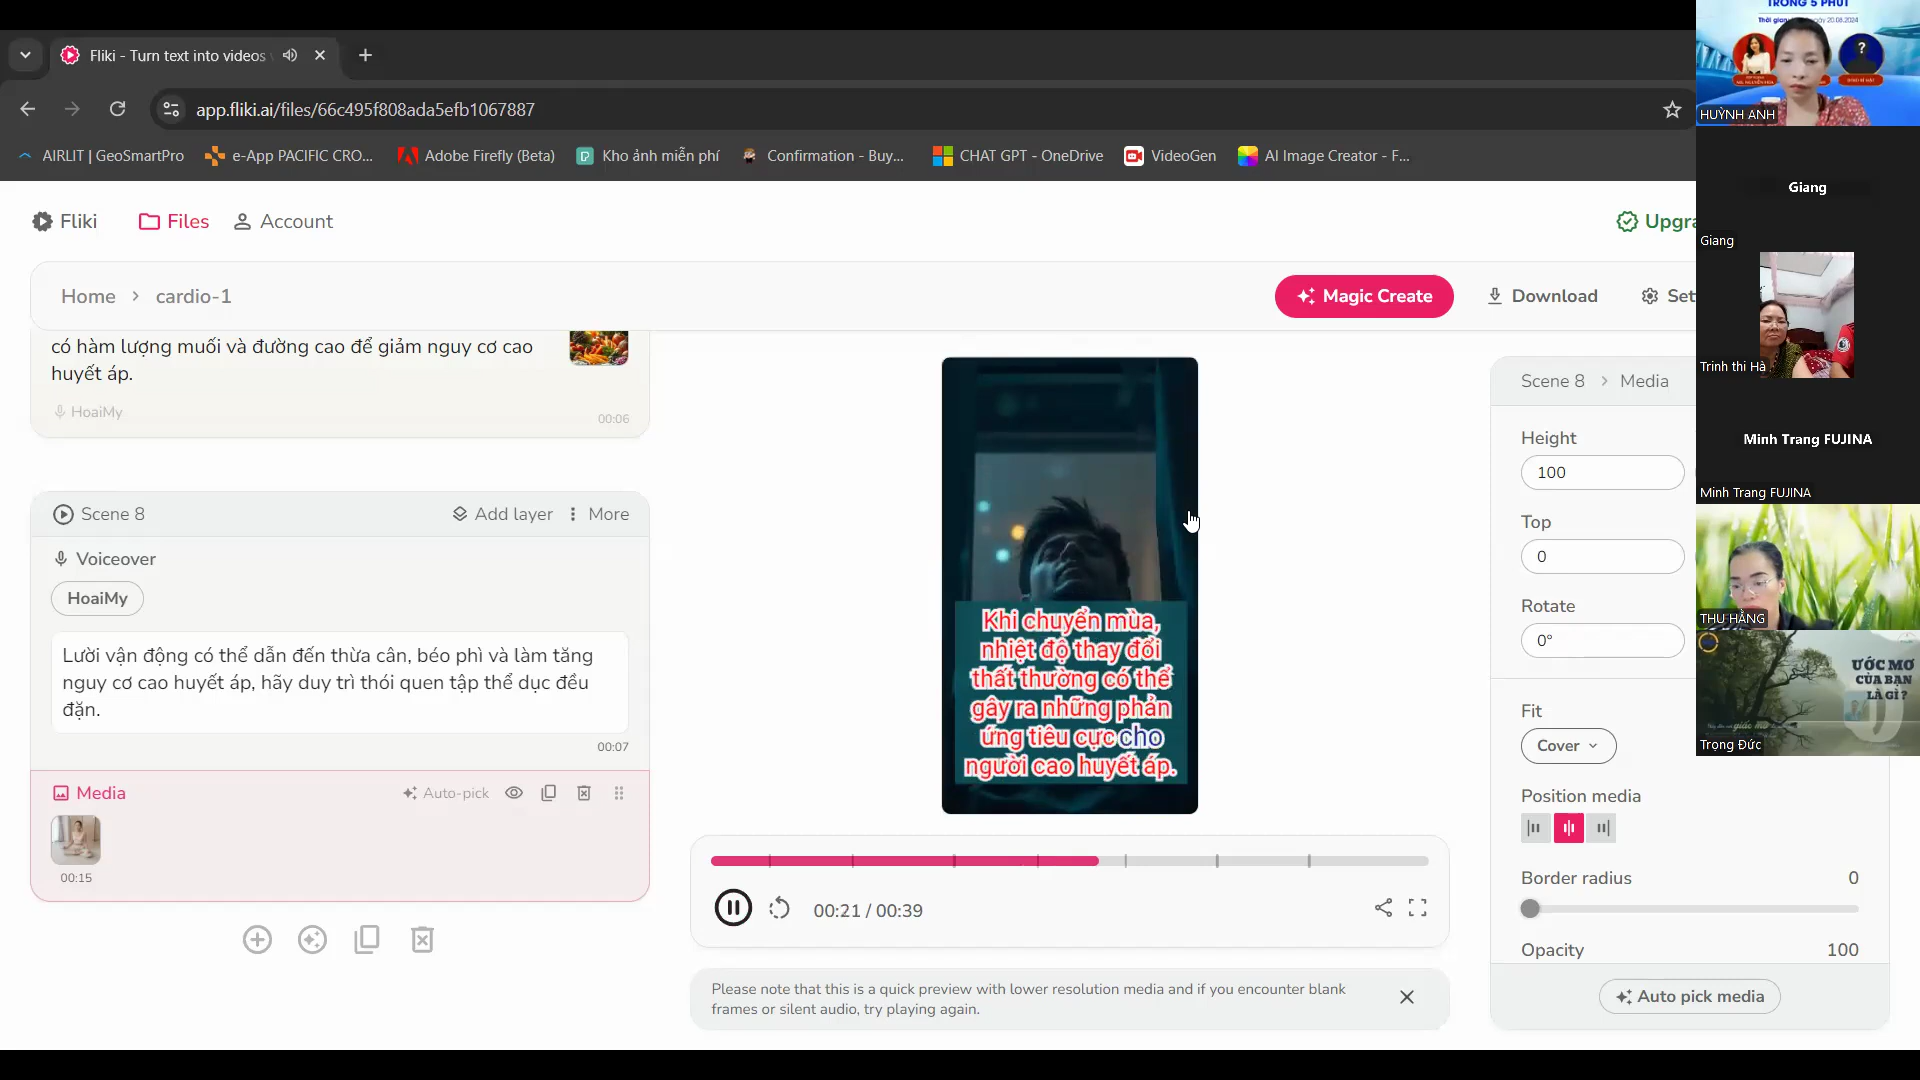 Fliki - Turn text into videos
app.fliki.ai/files/66c495f808ada5efb1067887
AIRLIT | GeoSmartPro
e-App PACIFIC CRO...
Adobe Firefly (Beta)
Kho ảnh miễn phí
Confirmation - Buy...
CHAT GPT - OneDrive
VideoGen
AI Image Creator - F...
Fliki
Files
Account
Upgra
Home > cardio-1
Magic Create
Download
Set
có hàm lượng muối và đường cao để giảm nguy cơ cao
huyết áp.
HoaiMy
00:06
Scene 8
Add layer
More
Voiceover
HoaiMy
Lười vận động có thể dẫn đến thừa cân, béo phì và làm tăng
nguy cơ cao huyết áp, hãy duy trì thói quen tập thể dục đều
đặn.
00:07
Media
Auto-pick
00:15
Khi chuyển mùa,
nhiệt độ thay đổi
thất thường có thể
gây ra những phản
ứng tiêu cực cho
người cao huyết áp.
00:21 / 00:39
Please note that this is a quick preview with lower resolution media and if you encounter blank
frames or silent audio, try playing again.
Scene 8 > Media
Height
100
Top
0
Rotate
0°
Fit
Cover
Position media
Border radius
0
Opacity
100
Auto pick media
TRONG 5 PHÚT
Thời gian
ngày 20.08.2024
?
HUỲNH ANH
Giang
Giang
Trinh thi Hà
Minh Trang FUJINA
Minh Trang FUJINA
THU HẰNG
ƯỚC MƠ
CỦA BẠN
LÀ GÌ ?
Trọng Đức